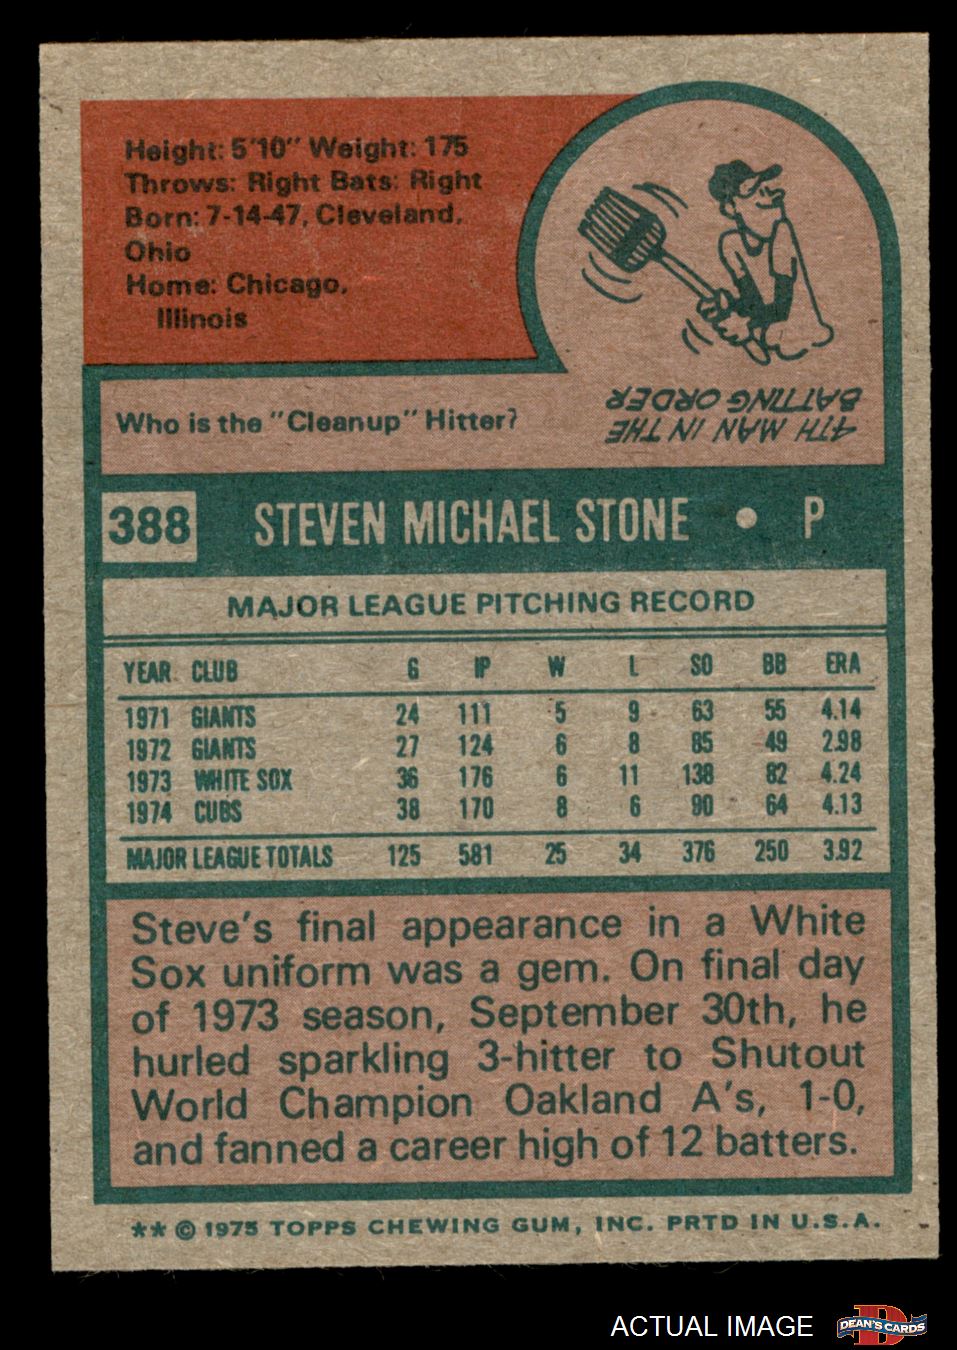 Height: 5'10" Weight: 175
Throws: Right Bats: Right
Born: 7-14-47, Cleveland,
Ohio
Home: Chicago,
Illinois
Who is the "Cleanup" Hitter?
4TH MAN IN THE
BATTING ORDER
388 STEVEN MICHAEL STONE • P
MAJOR LEAGUE PITCHING RECORD
YEAR CLUB G IP W L SO BB ERA
1971 GIANTS 24 111 5 9 63 55 4.14
1972 GIANTS 27 124 6 8 85 49 2.98
1973 WHITE SOX 36 176 6 11 138 82 4.24
1974 CUBS 38 170 8 6 90 64 4.13
MAJOR LEAGUE TOTALS 125 581 25 34 376 250 3.92
Steve's final appearance in a White
Sox uniform was a gem. On final day
of 1973 season, September 30th, he
hurled sparkling 3-hitter to Shutout
World Champion Oakland A's, 1-0,
and fanned a career high of 12 batters.
** © 1975 TOPPS CHEWING GUM, INC. PRTD IN U.S.A.
ACTUAL IMAGE
D
DEAN'S CARDS